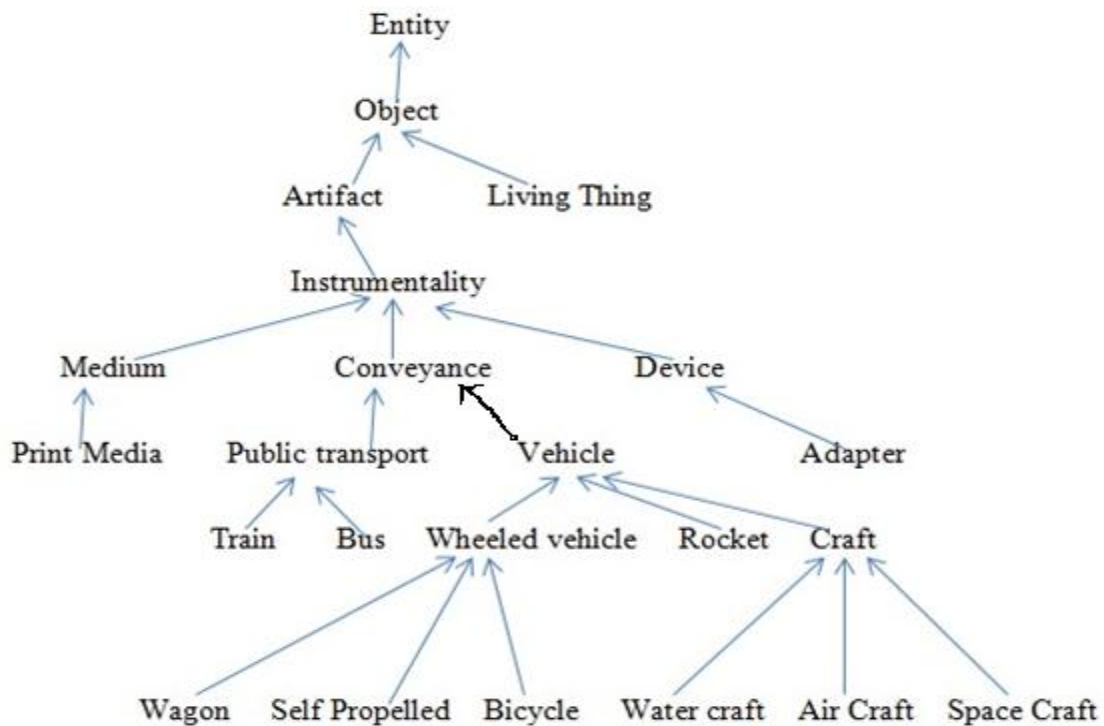 Entity
Object
Artifact Living Thing
Instrumentality
Medium Conveyance Device
Print Media Public transport Vehicle Adapter
Train Bus Wheeled vehicle Rocket Craft
Wagon Self Propelled Bicycle Water craft Air Craft Space Craft